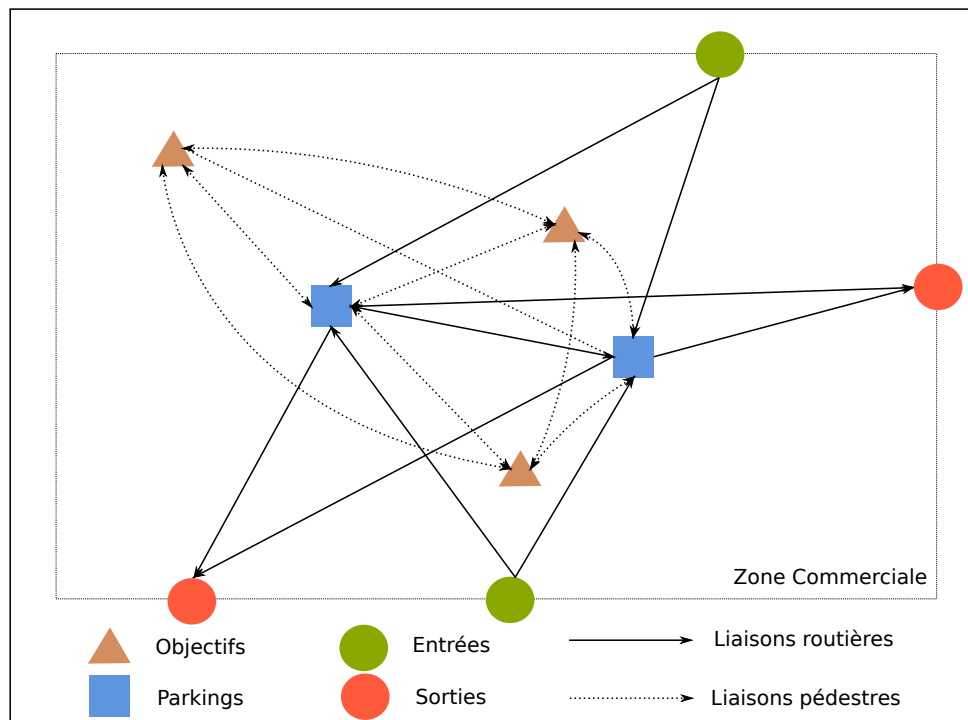 Zone Commerciale
Objectifs
Entrées
Liaisons routières
Parkings
Sorties
Liaisons pédestres